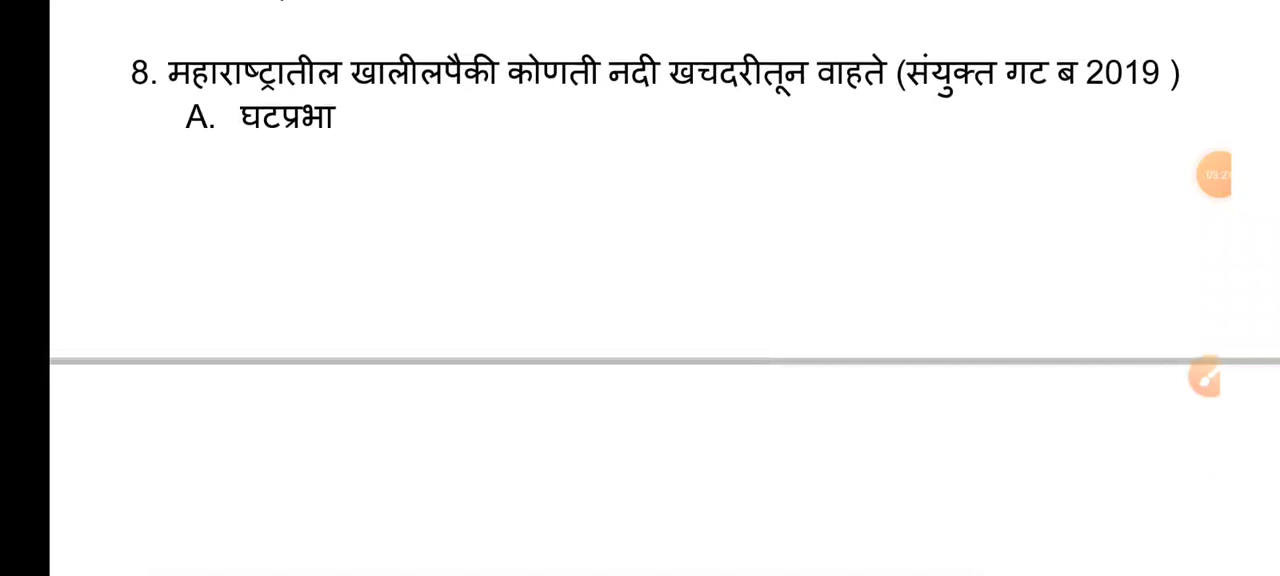 8. महाराष्ट्रातील खालीलपैकी कोणती नदी खचदरीतून वाहते (संयुक्त गट ब 2019 )
A. घटप्रभा